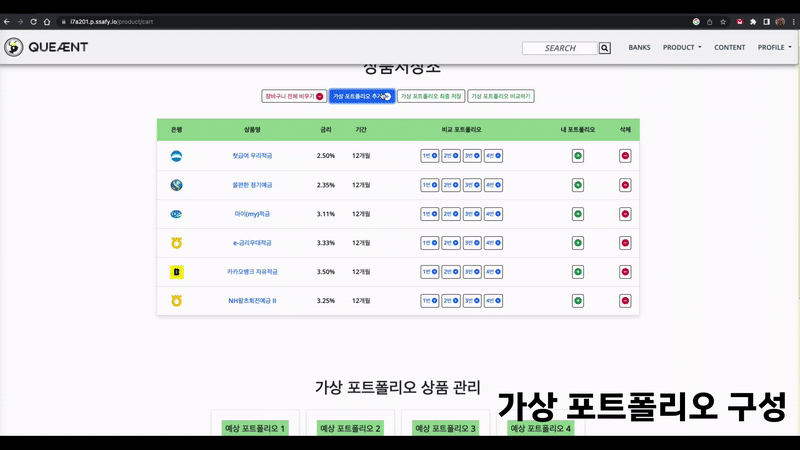 i7a201.p.ssafy.io/product/cart
QUEÆNT
SEARCH
BANKS
PRODUCT
CONTENT
PROFILE
상품저장소
장바구니 전체 비우기
가상 포트폴리오 추가
가상 포트폴리오 최종 저장
가상 포트폴리오 비교하기
은행 상품명 금리 기간 비교 포트폴리오 내 포트폴리오 삭제
첫급여 우리적금 2.50% 12개월 1번 2번 3번 4번
쏠편한 정기예금 2.35% 12개월 1번 2번 3번 4번
마이(my)적금 3.11% 12개월 1번 2번 3번 4번
e-금리우대적금 3.33% 12개월 1번 2번 3번 4번
카카오뱅크 자유적금 3.50% 12개월 1번 2번 3번 4번
NH왈츠회전예금 II 3.25% 12개월 1번 2번 3번 4번
가상 포트폴리오 상품 관리
예상 포트폴리오 1
예상 포트폴리오 2
예상 포트폴리오 3
예상 포트폴리오 4
가상 포트폴리오 구성